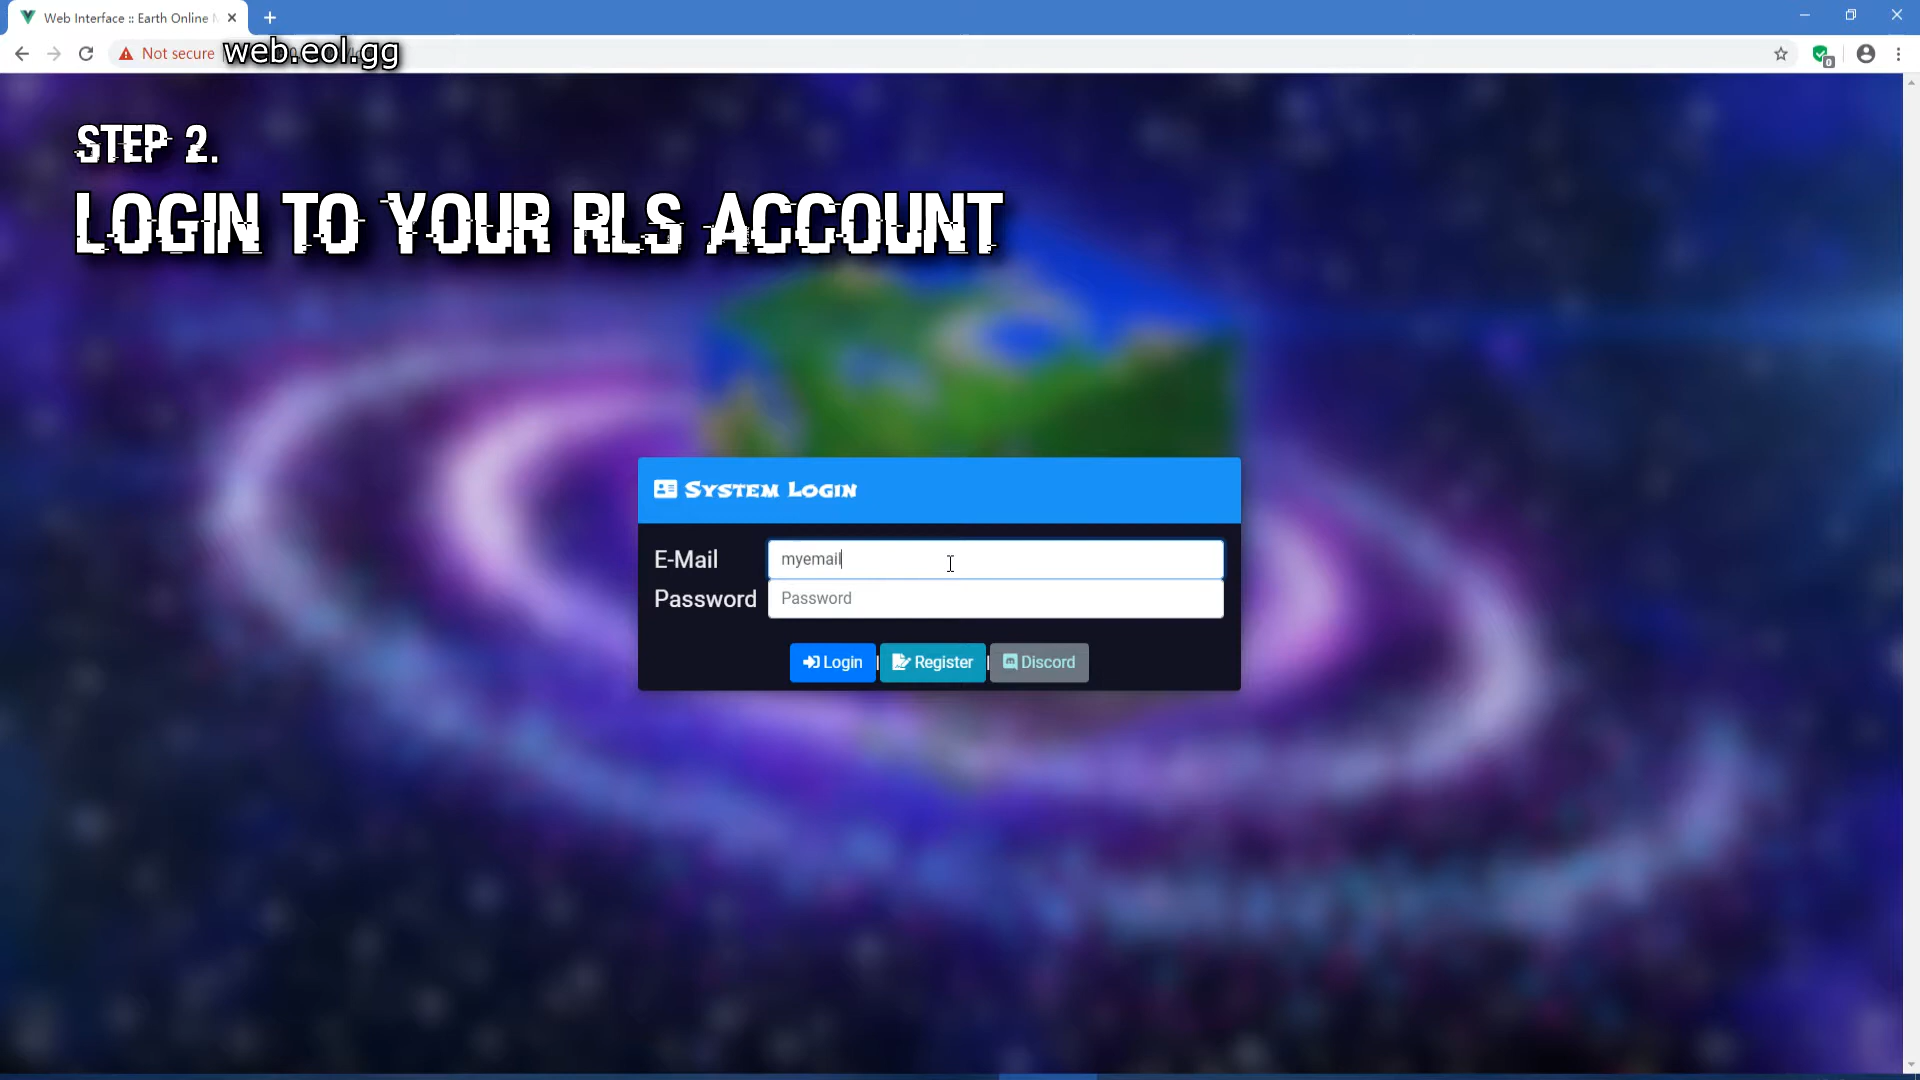 Web Interface :: Earth Online
Not secure
web.eol.gg
0
STEP 2.
LOGIN TO YOUR RLS ACCOUNT
System Login
E-Mail
myemail
Password
Password
Login | Register | Discord